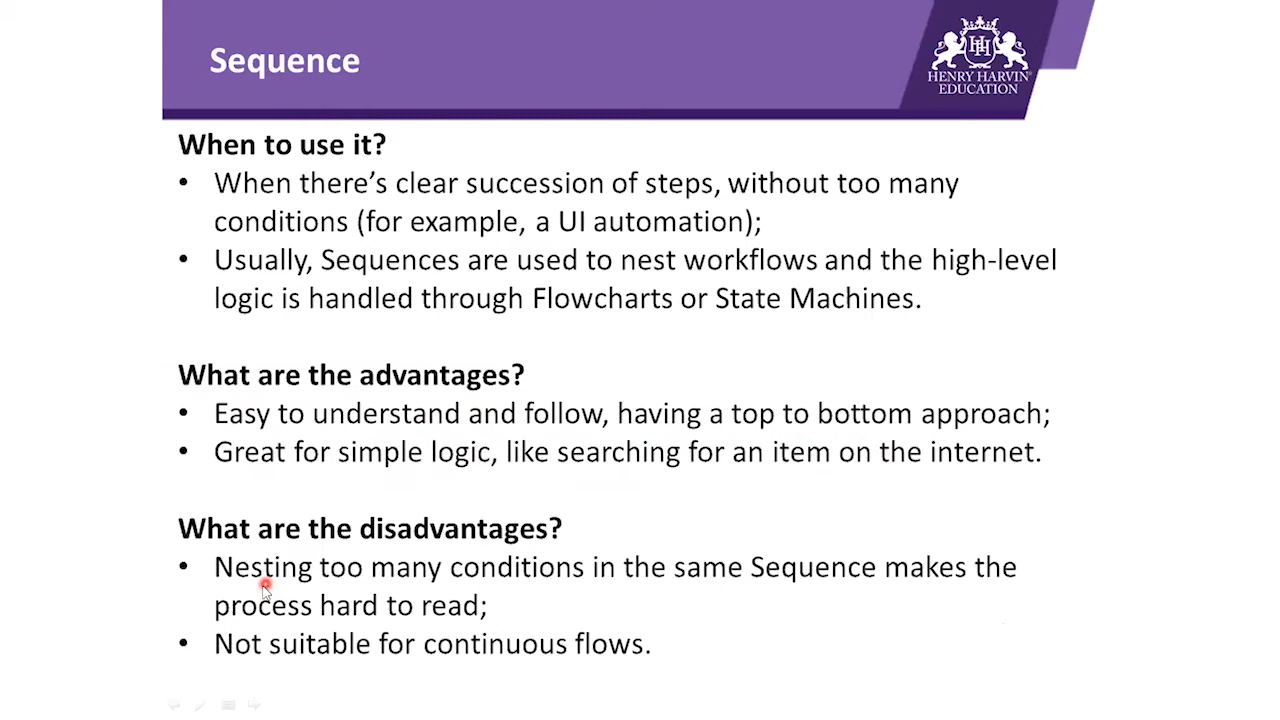 Sequence
HENRY HARVIN®
EDUCATION
When to use it?
• When there’s clear succession of steps, without too many
conditions (for example, a UI automation);
• Usually, Sequences are used to nest workflows and the high-level
logic is handled through Flowcharts or State Machines.
What are the advantages?
• Easy to understand and follow, having a top to bottom approach;
• Great for simple logic, like searching for an item on the internet.
What are the disadvantages?
• Nesting too many conditions in the same Sequence makes the
process hard to read;
• Not suitable for continuous flows.